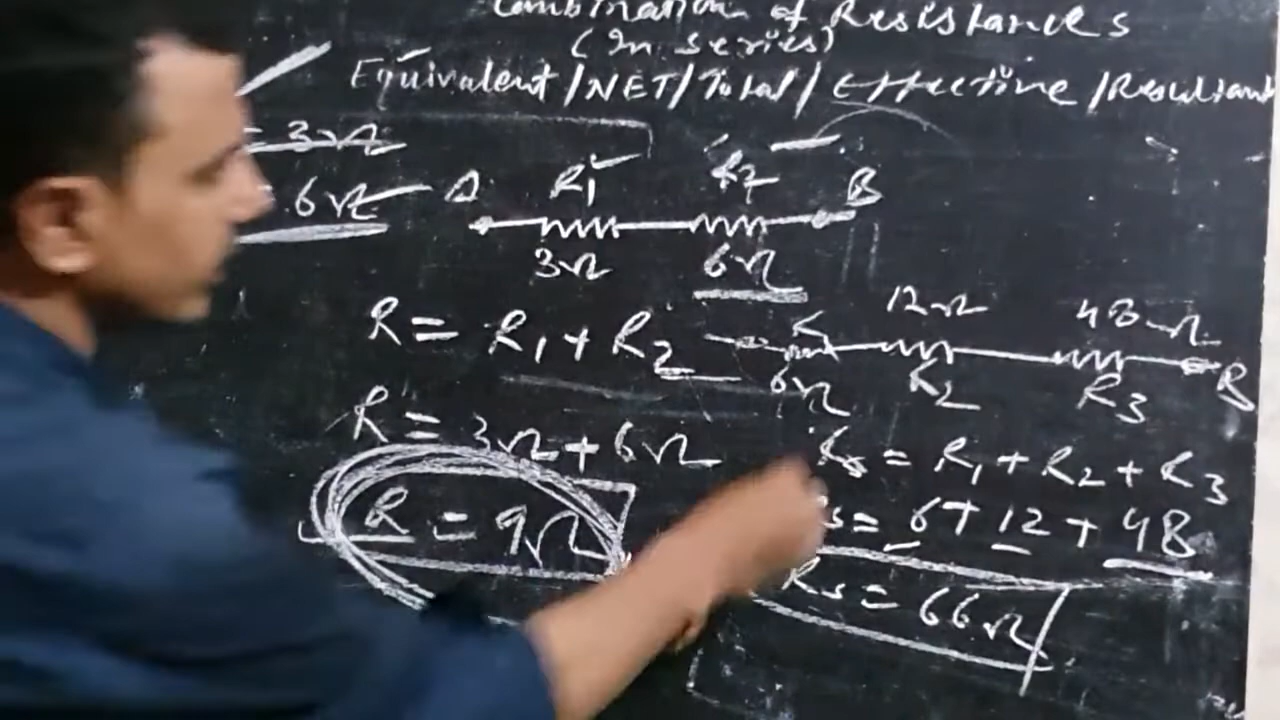 Combination of Resistances
(In series)
Equivalent/NET/Total/Effective/Resultant
= 3Ω
6Ω
A R1 R2 B
3Ω 6Ω
R = R1 + R2
R = 3Ω + 6Ω
R = 9Ω
12Ω 48Ω
6Ω R2 R3 B
Rs = R1 + R2 + R3
s = 6 + 12 + 48
Rs = 66Ω